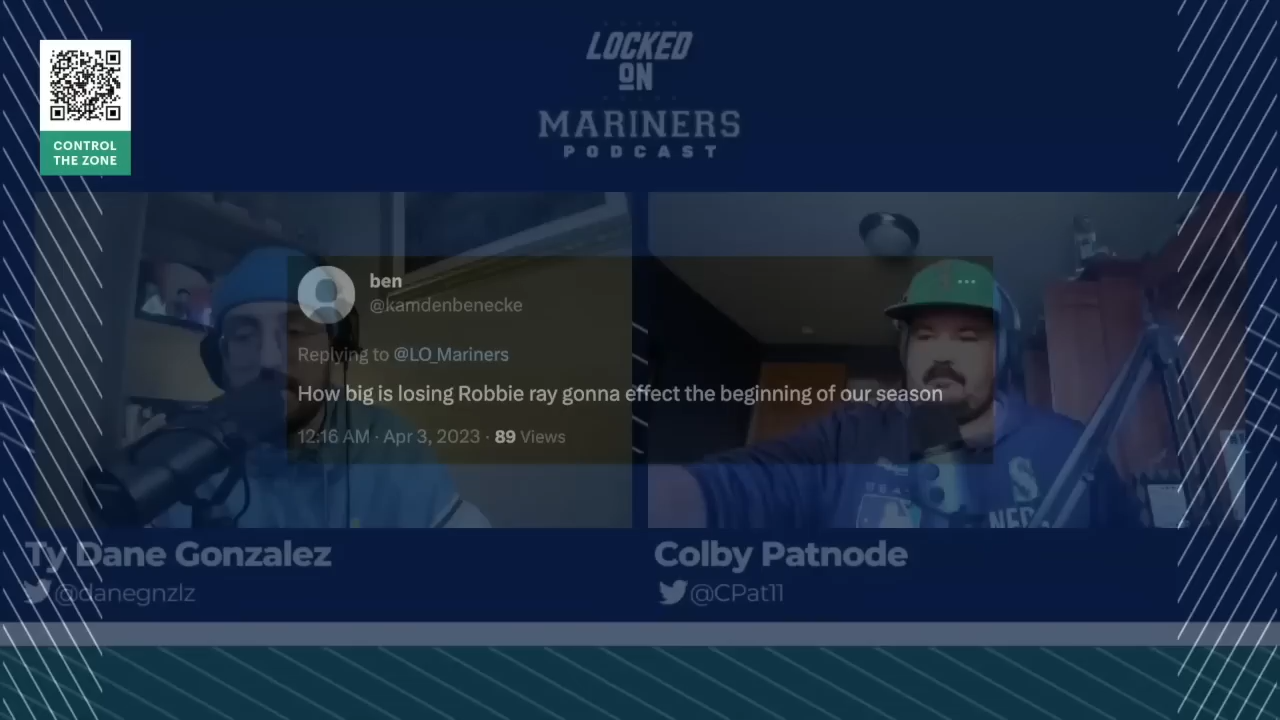 LOCKED
ON
MARINERS
PODCAST
CONTROL
THE ZONE
ben
@kamdenbenecke
Replying to @LO_Mariners
How big is losing Robbie ray gonna effect the beginning of our season
12:16 AM · Apr 3, 2023 · 89 Views
Ty Dane Gonzalez
@danegnzlz
Colby Patnode
@CPat11